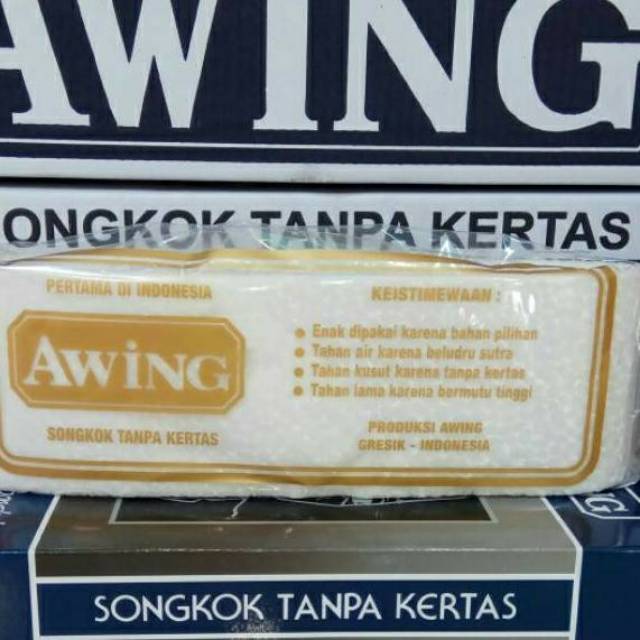 AWING
SONGKOK TANPA KERTAS
PERTAMA DI INDONESIA
AWiNG
SONGKOK TANPA KERTAS
KEISTIMEWAAN :
• Enak dipakai karena bahan pilihan
• Tahan air karena beludru sutra
• Tahan kusut karena tanpa kertas
• Tahan lama karena bermutu tinggi
PRODUKSI AWING
GRESIK - INDONESIA
SONGKOK TANPA KERTAS